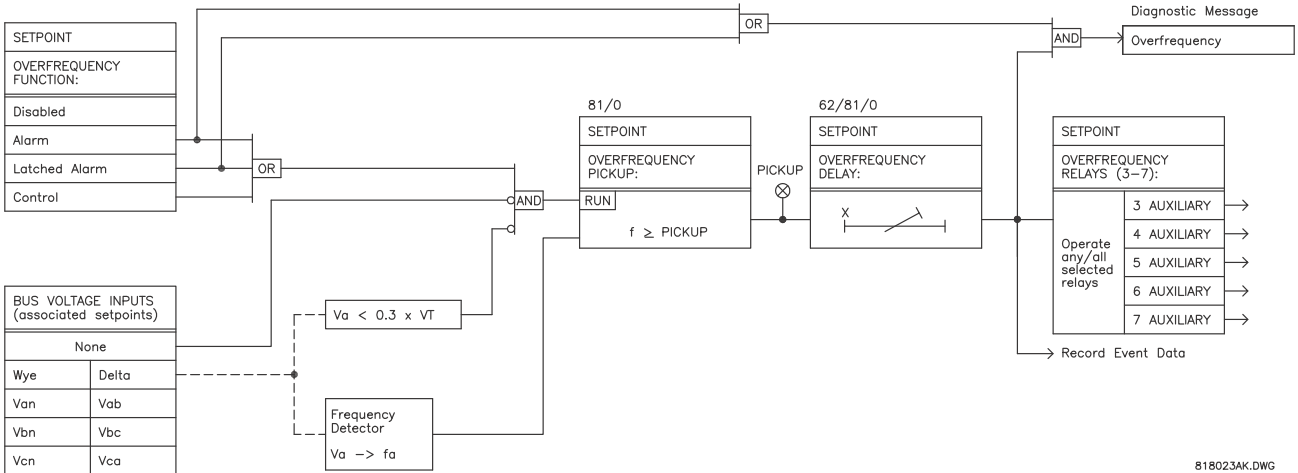 Diagnostic Message
Overfrequency
OR
AND
SETPOINT
OVERFREQUENCY
FUNCTION:
Disabled
Alarm
Latched Alarm
Control
OR
AND
81/0
SETPOINT
OVERFREQUENCY
PICKUP:
RUN
f ≥ PICKUP
PICKUP
62/81/0
SETPOINT
OVERFREQUENCY
DELAY:
X
SETPOINT
OVERFREQUENCY
RELAYS (3-7):
Operate
any/all
selected
relays
3 AUXILIARY
4 AUXILIARY
5 AUXILIARY
6 AUXILIARY
7 AUXILIARY
Record Event Data
BUS VOLTAGE INPUTS
(associated setpoints)
None
Wye Delta
Van Vab
Vbn Vbc
Vcn Vca
Va < 0.3 x VT
Frequency
Detector
Va -> fa
818023AK.DWG